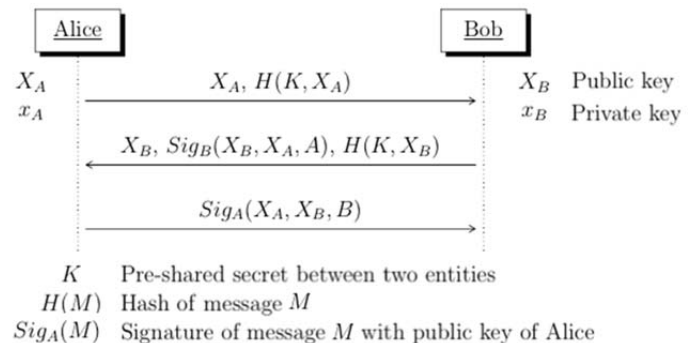 Alice Bob
X_A X_A, H(K, X_A) X_B Public key
x_A x_B Private key
X_B, Sig_B(X_B, X_A, A), H(K, X_B)
Sig_A(X_A, X_B, B)
K Pre-shared secret between two entities
H(M) Hash of message M
Sig_A(M) Signature of message M with public key of Alice